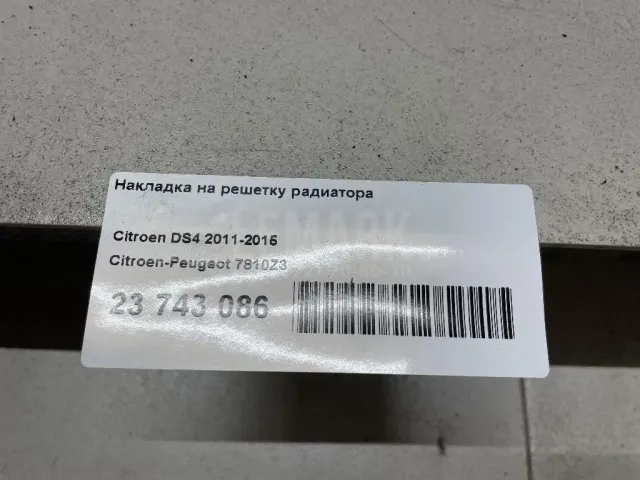 Накладка на решетку радиатора
Citroen DS4 2011-2015
Citroen-Peugeot 7810Z3
23 743 086